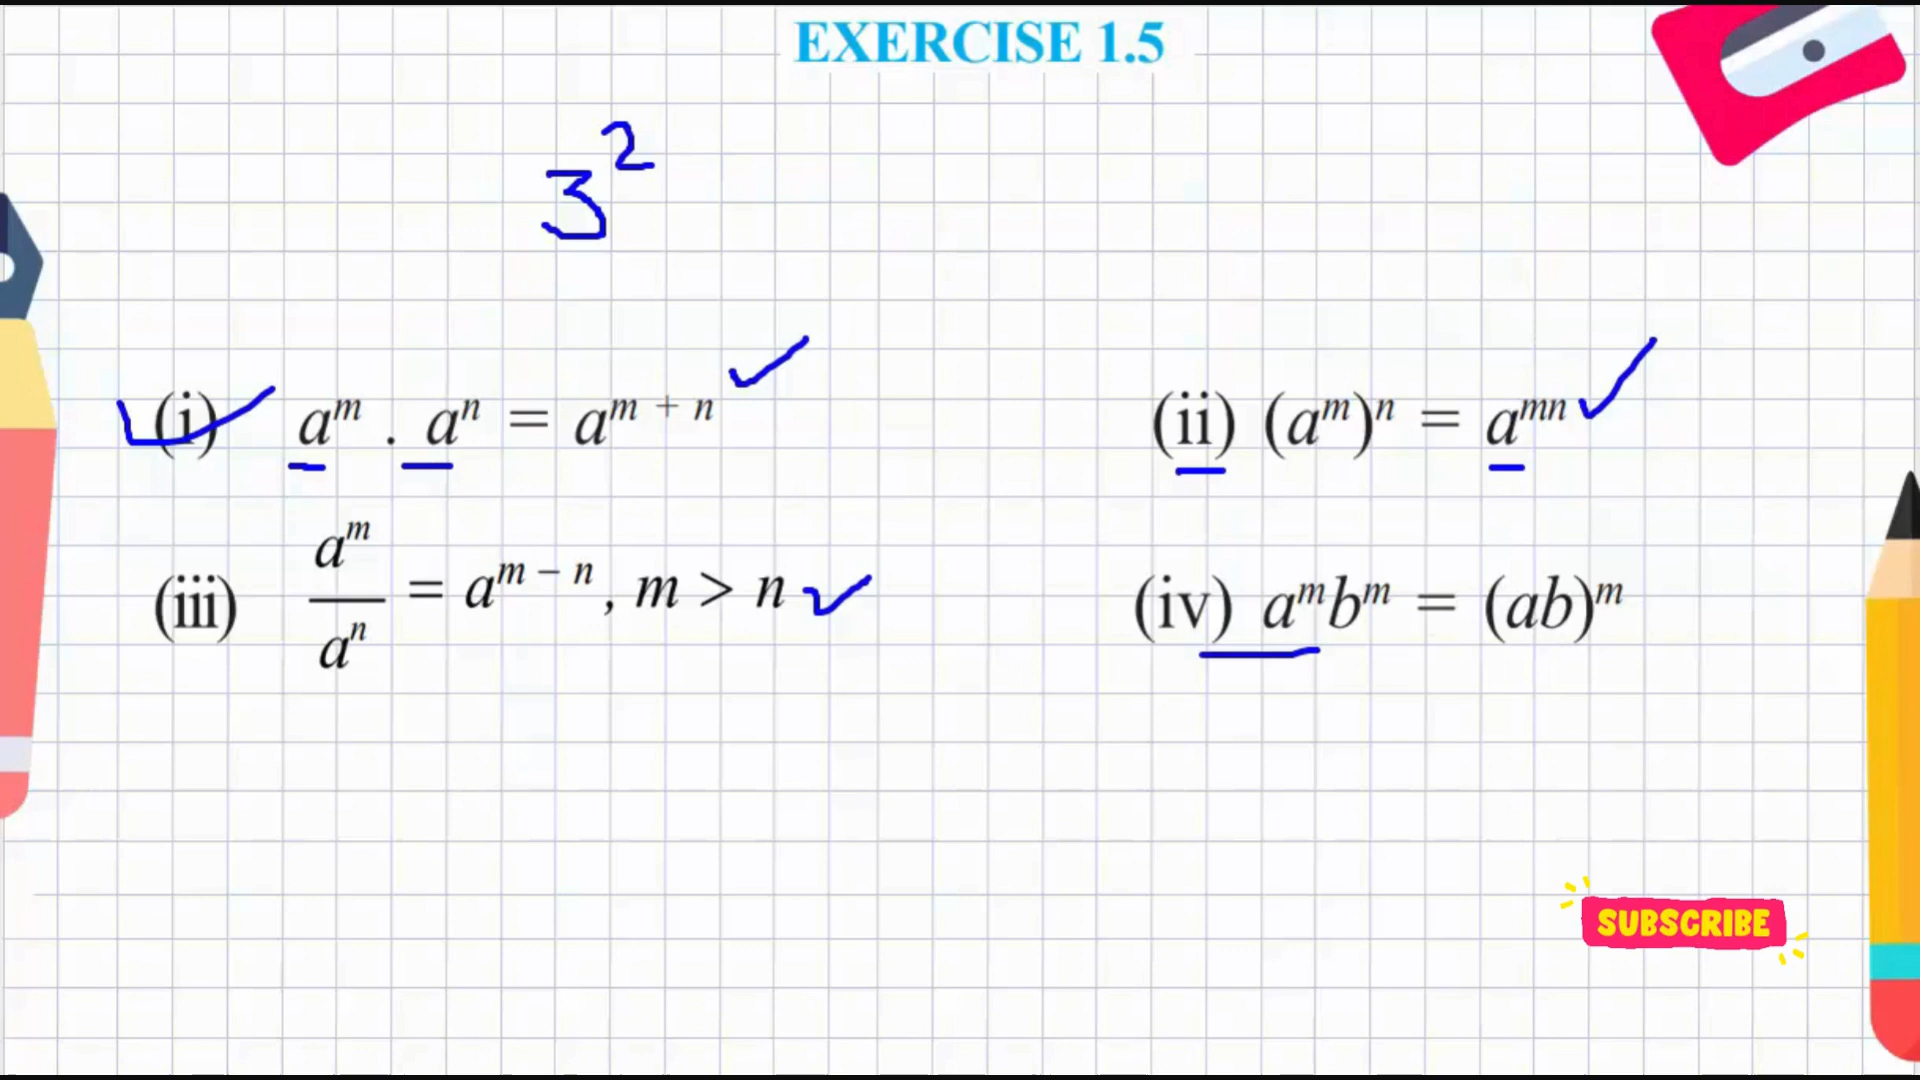 EXERCISE 1.5
3²
(i) aᵐ . aⁿ = aᵐ ⁺ ⁿ
(ii) (aᵐ)ⁿ = aᵐⁿ
(iii) aᵐ/aⁿ = aᵐ ⁻ ⁿ, m > n
(iv) aᵐbᵐ = (ab)ᵐ
SUBSCRIBE